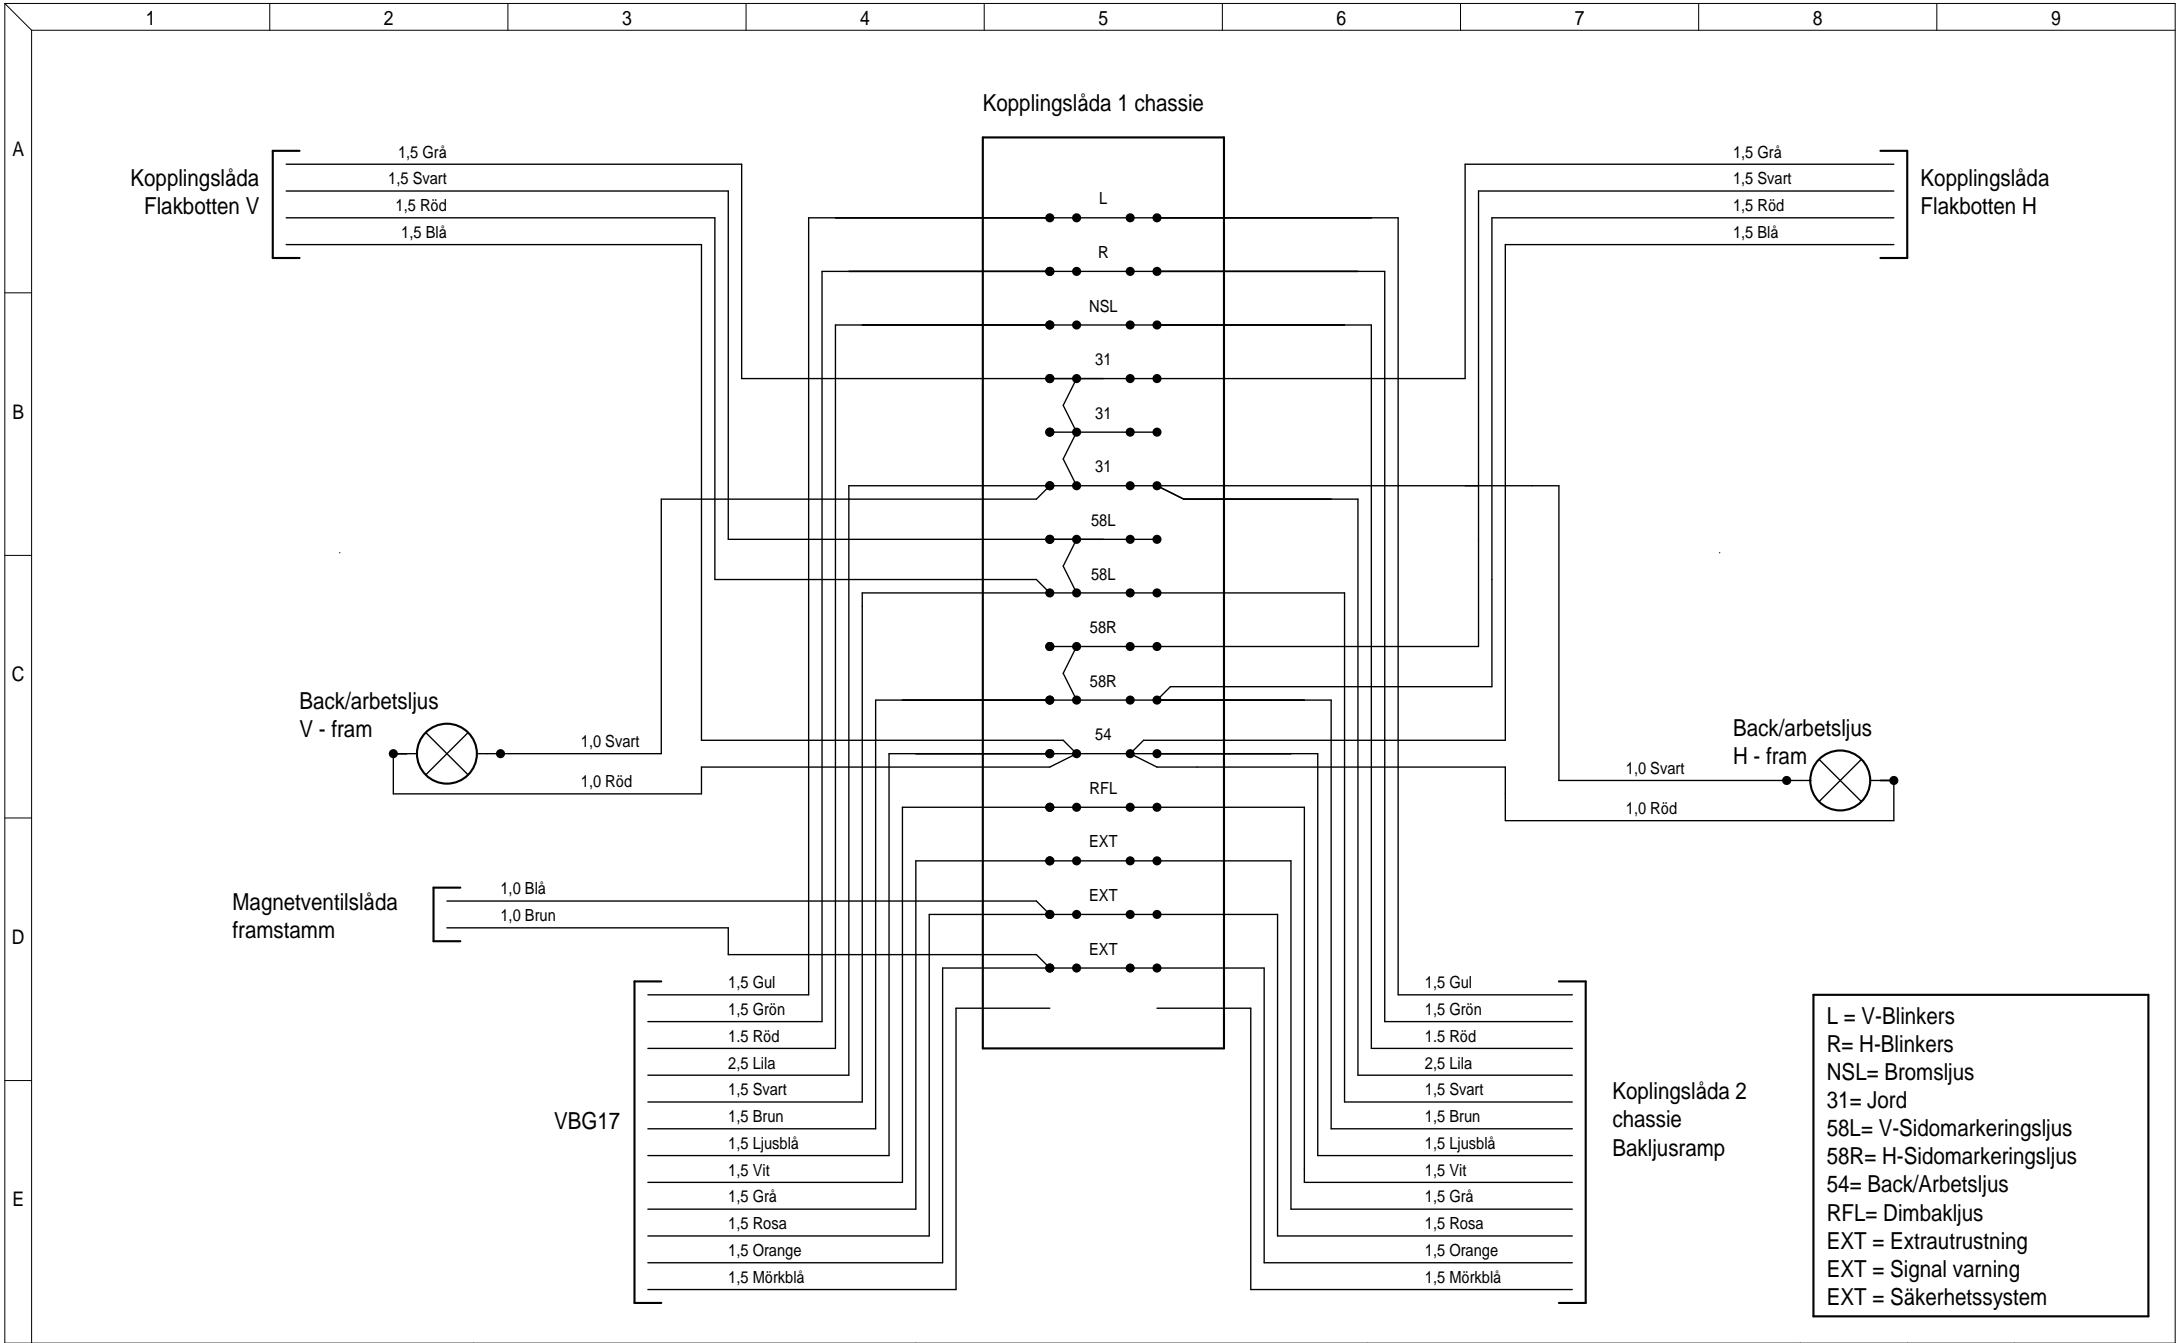 1 2 3 4 5 6 7 8 9
A
B
C
D
E
Kopplingslåda 1 chassie
Kopplingslåda
Flakbotten V
1,5 Grå
1,5 Svart
1,5 Röd
1,5 Blå
1,5 Grå
1,5 Svart
1,5 Röd
1,5 Blå
Kopplingslåda
Flakbotten H
L
R
NSL
31
31
31
58L
58L
58R
58R
54
RFL
EXT
EXT
EXT
Back/arbetsljus
V - fram
1,0 Svart
1,0 Röd
Back/arbetsljus
H - fram
1,0 Svart
1,0 Röd
Magnetventilslåda
framstamm
1,0 Blå
1,0 Brun
VBG17
1,5 Gul
1,5 Grön
1.5 Röd
2,5 Lila
1,5 Svart
1,5 Brun
1,5 Ljusblå
1,5 Vit
1,5 Grå
1,5 Rosa
1,5 Orange
1,5 Mörkblå
1,5 Gul
1,5 Grön
1.5 Röd
2,5 Lila
1,5 Svart
1,5 Brun
1,5 Ljusblå
1,5 Vit
1,5 Grå
1,5 Rosa
1,5 Orange
1,5 Mörkblå
Koplingslåda 2
chassie
Bakljusramp
L = V-Blinkers
R= H-Blinkers
NSL= Bromsljus
31= Jord
58L= V-Sidomarkeringsljus
58R= H-Sidomarkeringsljus
54= Back/Arbetsljus
RFL= Dimbakljus
EXT = Extrautrustning
EXT = Signal varning
EXT = Säkerhetssystem